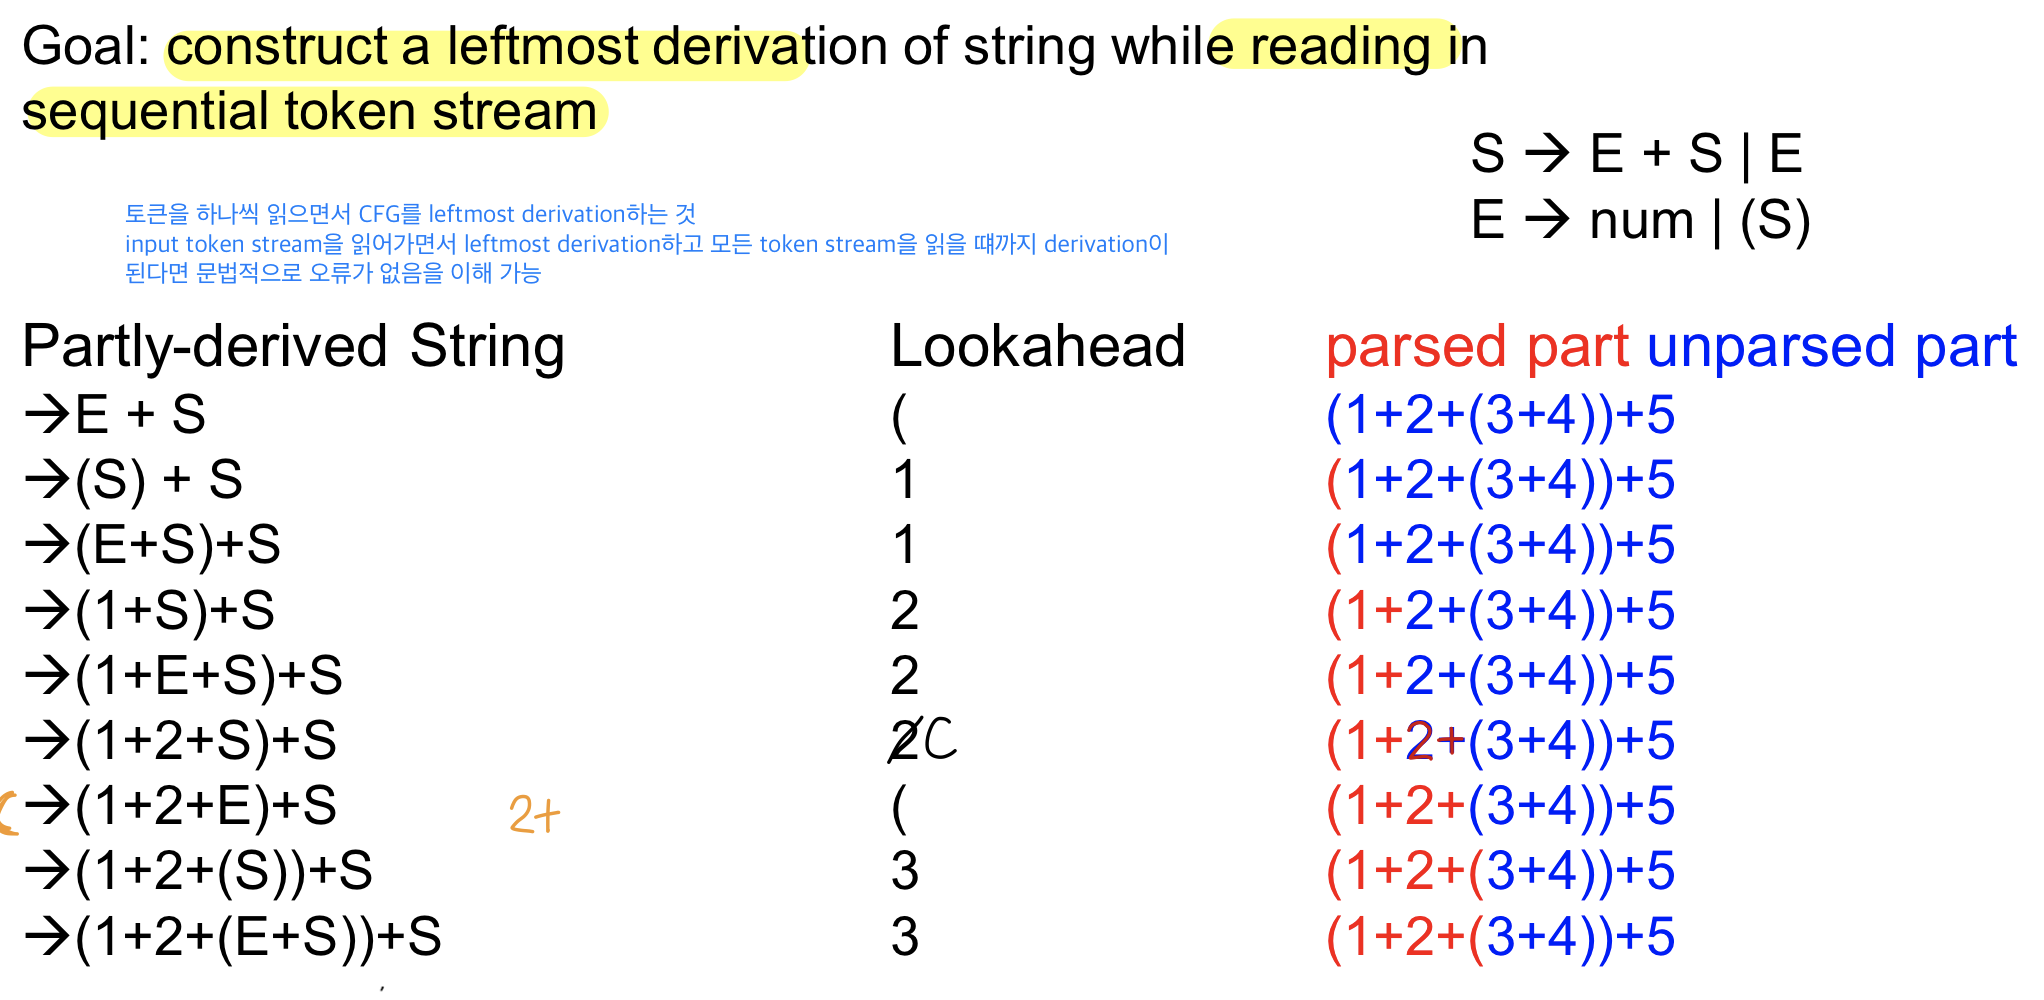 Goal: construct a leftmost derivation of string while reading in
sequential token stream
S → E + S | E
E → num | (S)
토큰을 하나씩 읽으면서 CFG를 leftmost derivation하는 것
input token stream을 읽어가면서 leftmost derivation하고 모든 token stream을 읽을 떄까지 derivation이
된다면 문법적으로 오류가 없음을 이해 가능
Partly-derived String Lookahead parsed part unparsed part
→E + S ( (1+2+(3+4))+5
→(S) + S 1 (1+2+(3+4))+5
→(E+S)+S 1 (1+2+(3+4))+5
→(1+S)+S 2 (1+2+(3+4))+5
→(1+E+S)+S 2 (1+2+(3+4))+5
→(1+2+S)+S 2 ( (1+2+(3+4))+5
→(1+2+E)+S 2+ ( (1+2+(3+4))+5
→(1+2+(S))+S 3 (1+2+(3+4))+5
→(1+2+(E+S))+S 3 (1+2+(3+4))+5